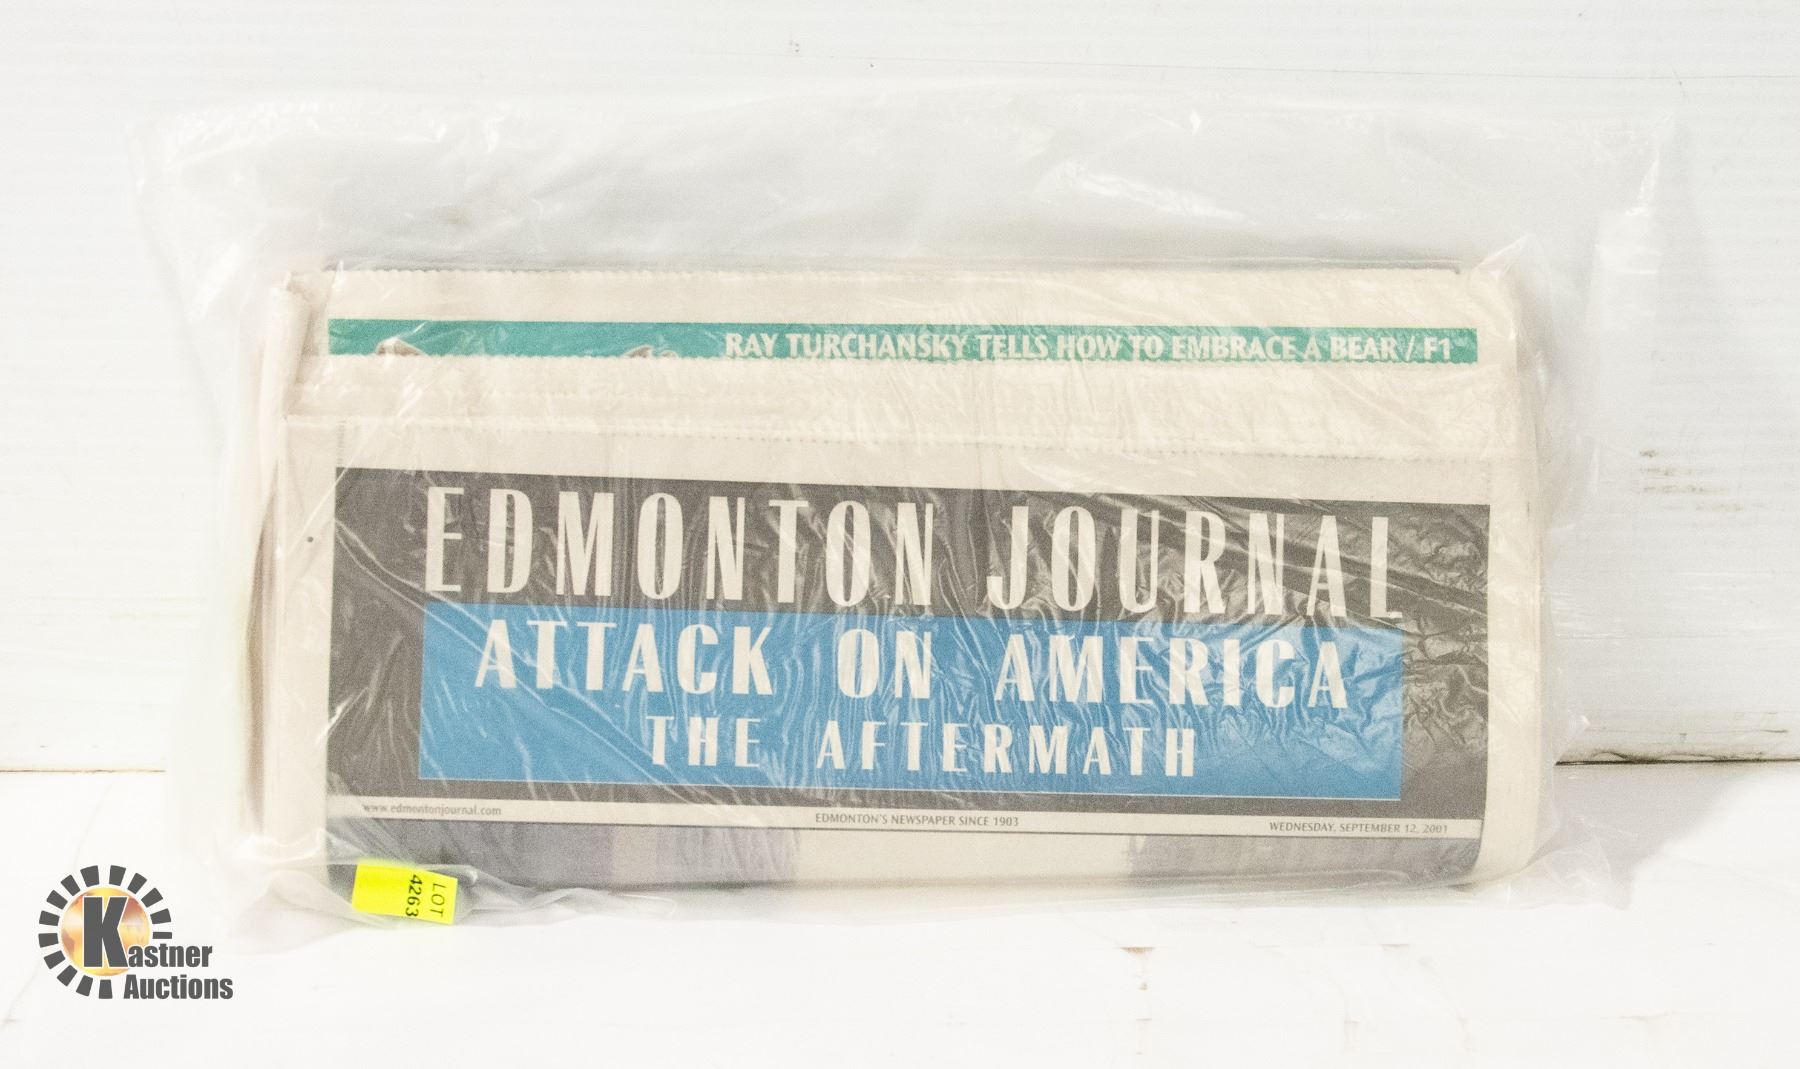 RAY TURCHANSKY TELLS HOW TO EMBRACE A BEAR / F1
EDMONTON JOURNAL
ATTACK ON AMERICA
THE AFTERMATH
www.edmontonjournal.com
EDMONTON'S NEWSPAPER SINCE 1903
WEDNESDAY, SEPTEMBER 12, 2001
LOT
4263
Kastner
Auctions